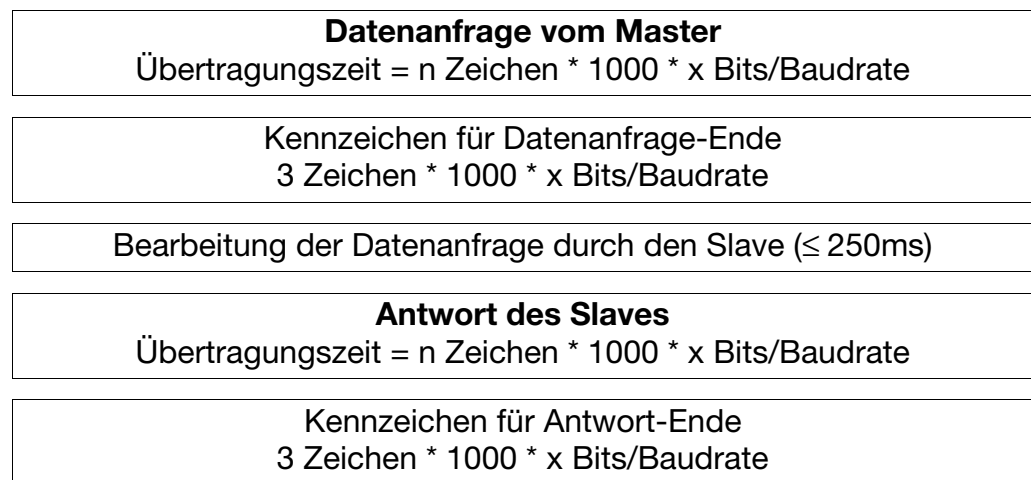 Datenanfrage vom Master
Übertragungszeit = n Zeichen * 1000 * x Bits/Baudrate
Kennzeichen für Datenanfrage-Ende
3 Zeichen * 1000 * x Bits/Baudrate
Bearbeitung der Datenanfrage durch den Slave (≤ 250ms)
Antwort des Slaves
Übertragungszeit = n Zeichen * 1000 * x Bits/Baudrate
Kennzeichen für Antwort-Ende
3 Zeichen * 1000 * x Bits/Baudrate